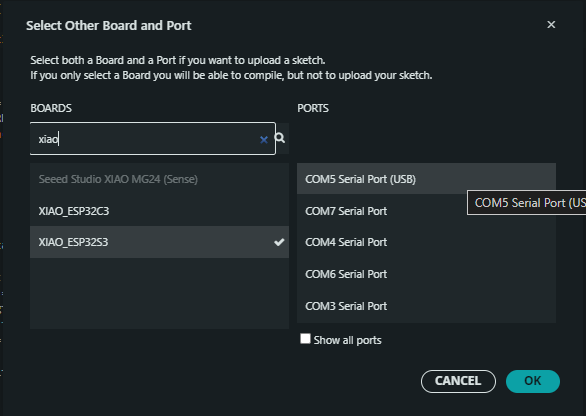 Select Other Board and Port
Select both a Board and a Port if you want to upload a sketch.
If you only select a Board you will be able to compile, but not to upload your sketch.
BOARDS
xiao
Seeed Studio XIAO MG24 (Sense)
XIAO_ESP32C3
XIAO_ESP32S3
PORTS
COM5 Serial Port (USB)
COM5 Serial Port (US
COM7 Serial Port
COM4 Serial Port
COM6 Serial Port
COM3 Serial Port
Show all ports
CANCEL
OK